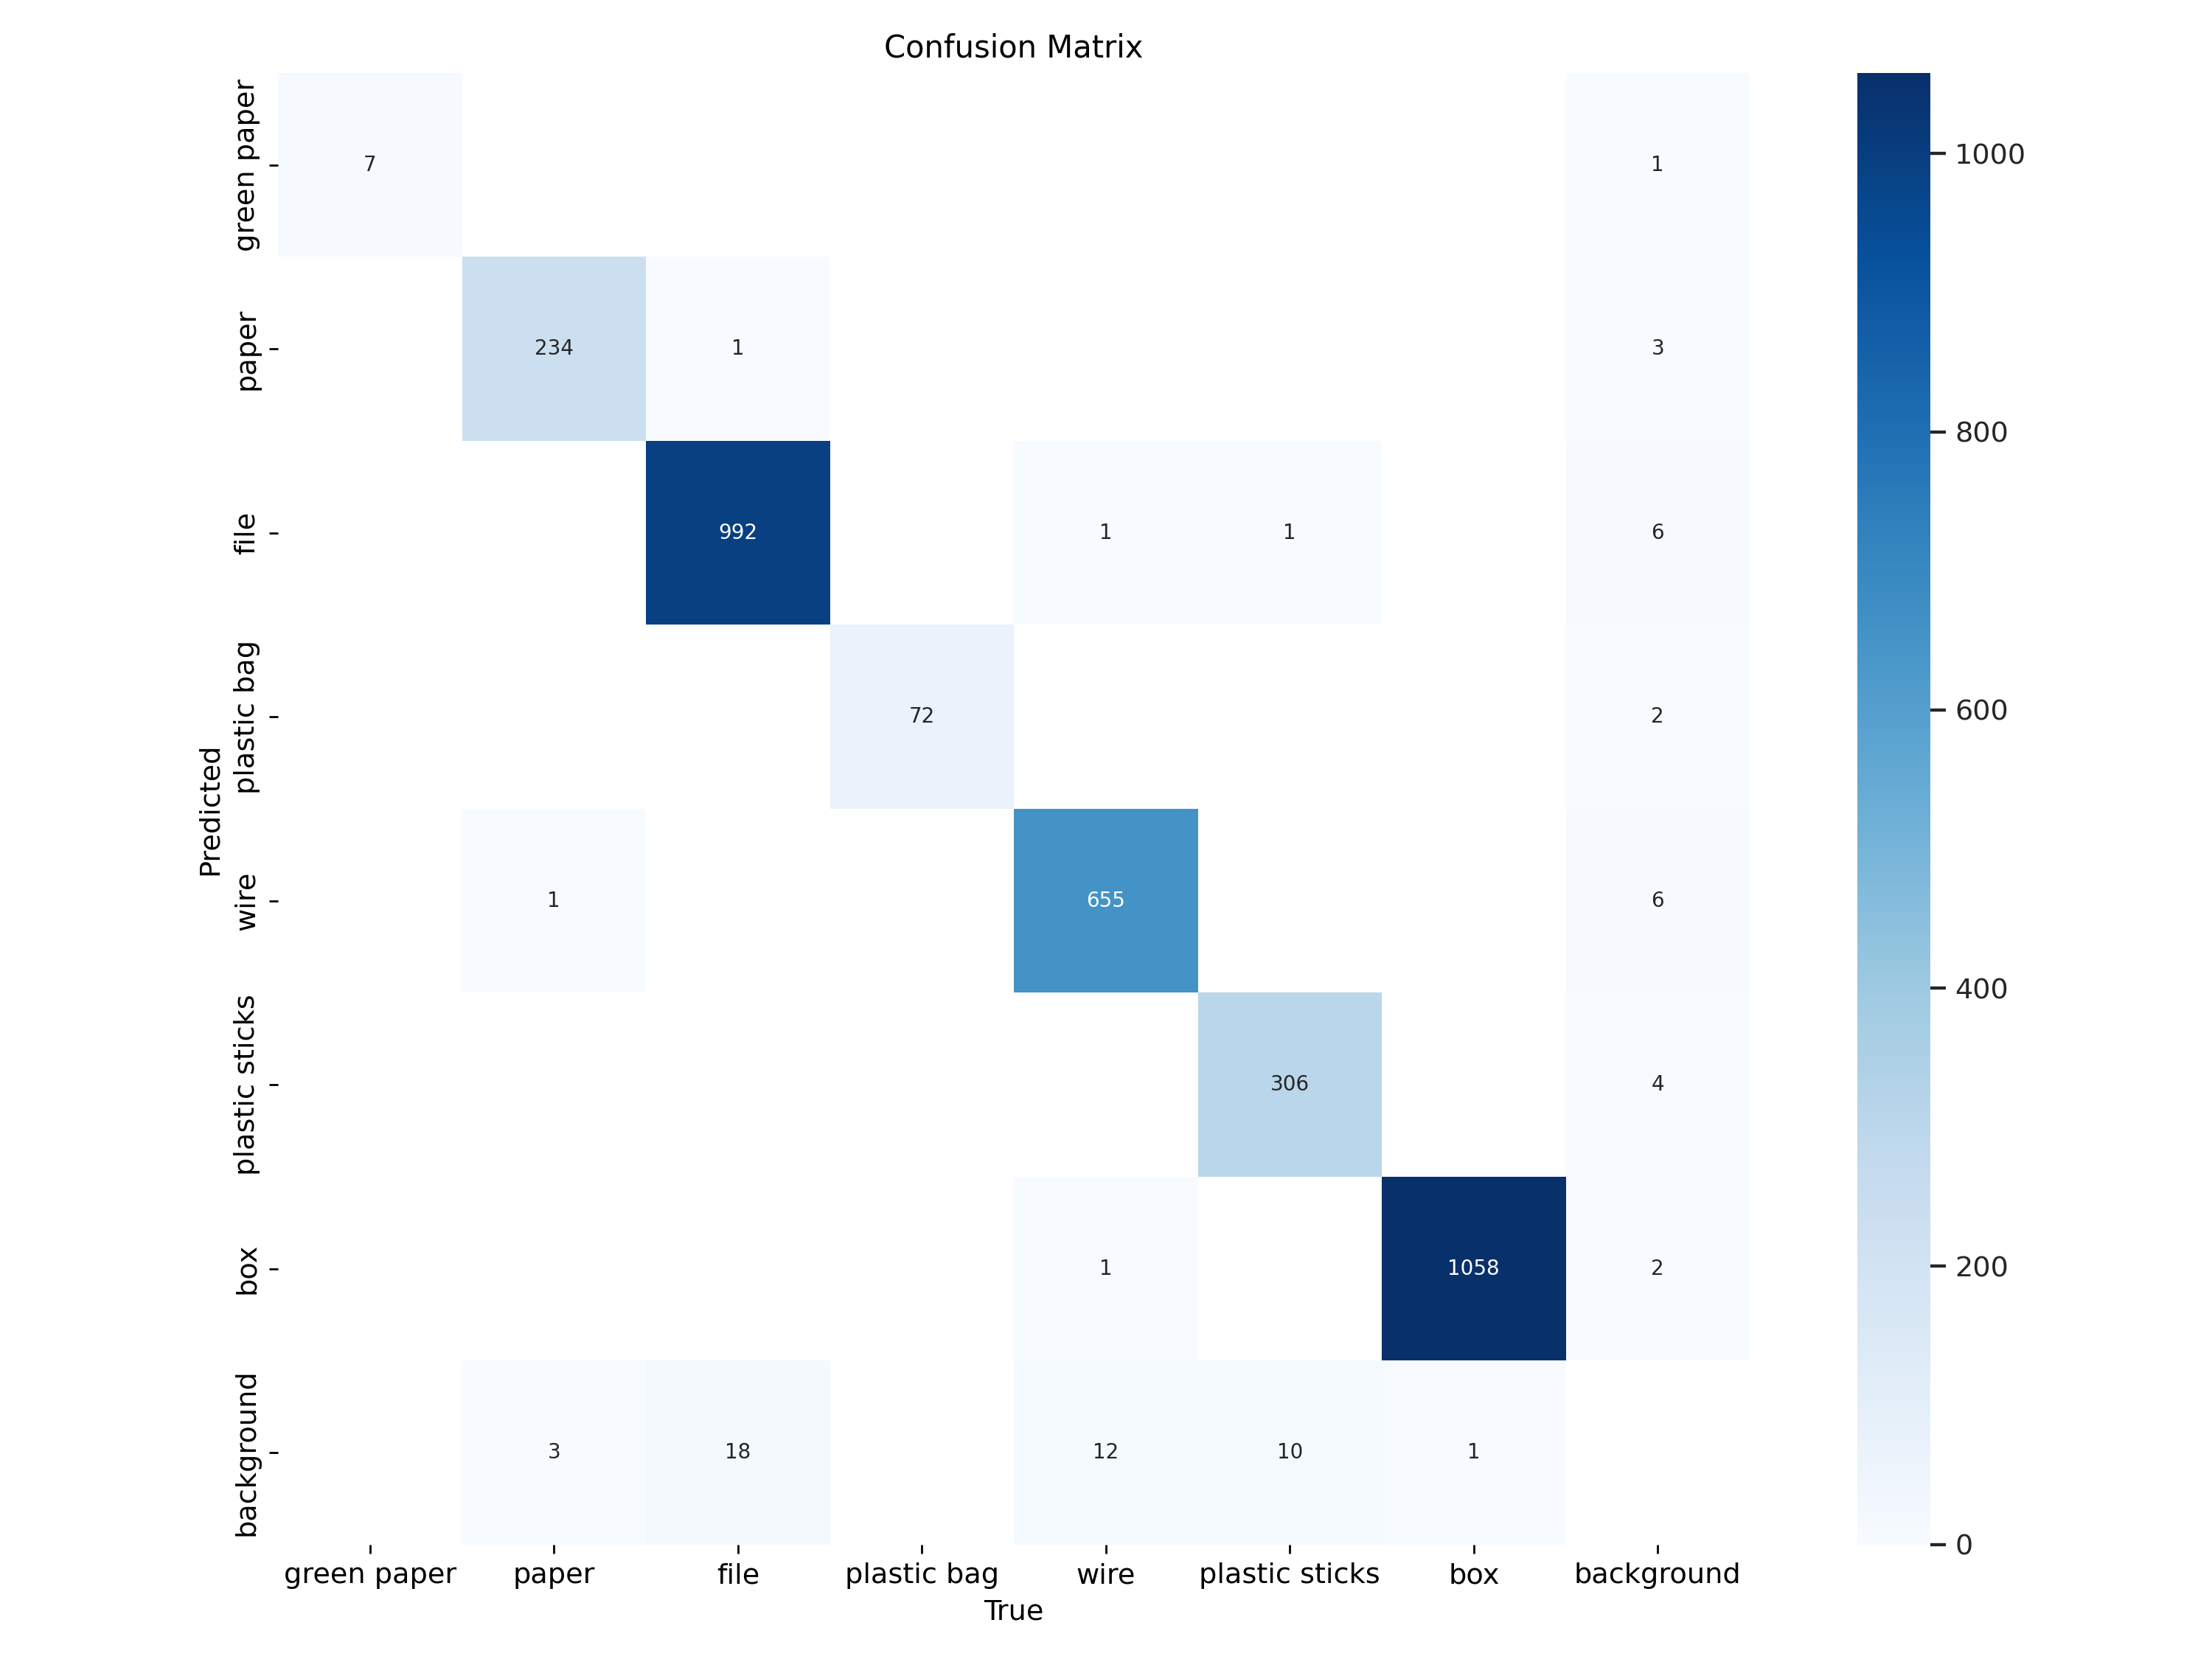 Confusion Matrix
green paper 7 1
paper 234 1 3
file 992 1 1 6
plastic bag 72 2
wire 1 655 6
plastic sticks 306 4
box 1 1058 2
background 3 18 12 10 1
green paper paper file plastic bag wire plastic sticks box background
True
Predicted
1000
800
600
400
200
0